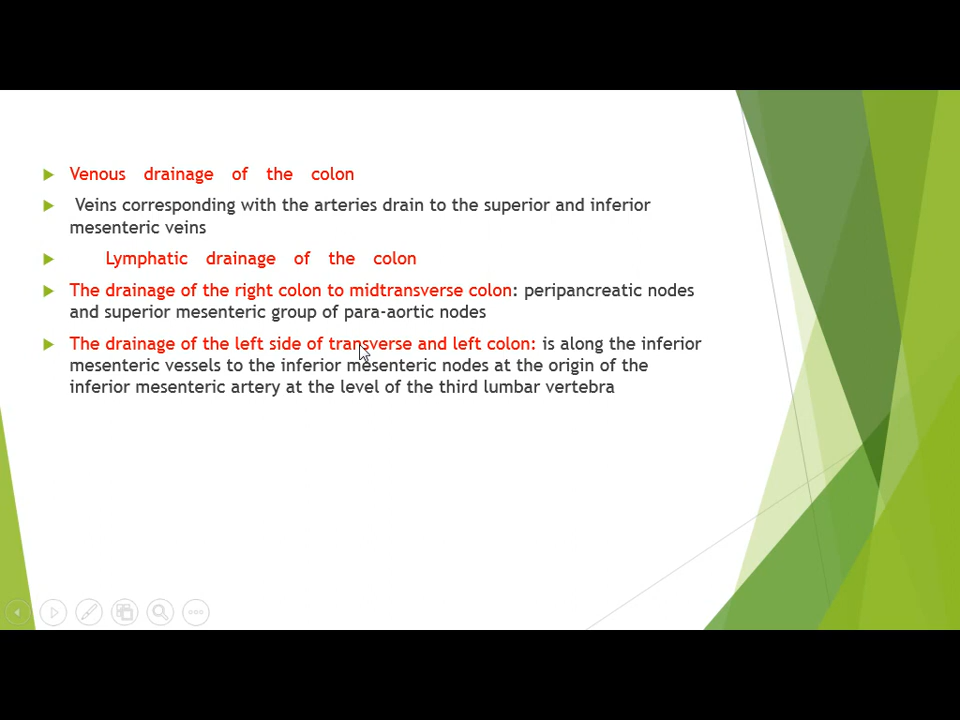 Venous drainage of the colon
Veins corresponding with the arteries drain to the superior and inferior
mesenteric veins
Lymphatic drainage of the colon
The drainage of the right colon to midtransverse colon: peripancreatic nodes
and superior mesenteric group of para-aortic nodes
The drainage of the left side of transverse and left colon: is along the inferior
mesenteric vessels to the inferior mesenteric nodes at the origin of the
inferior mesenteric artery at the level of the third lumbar vertebra